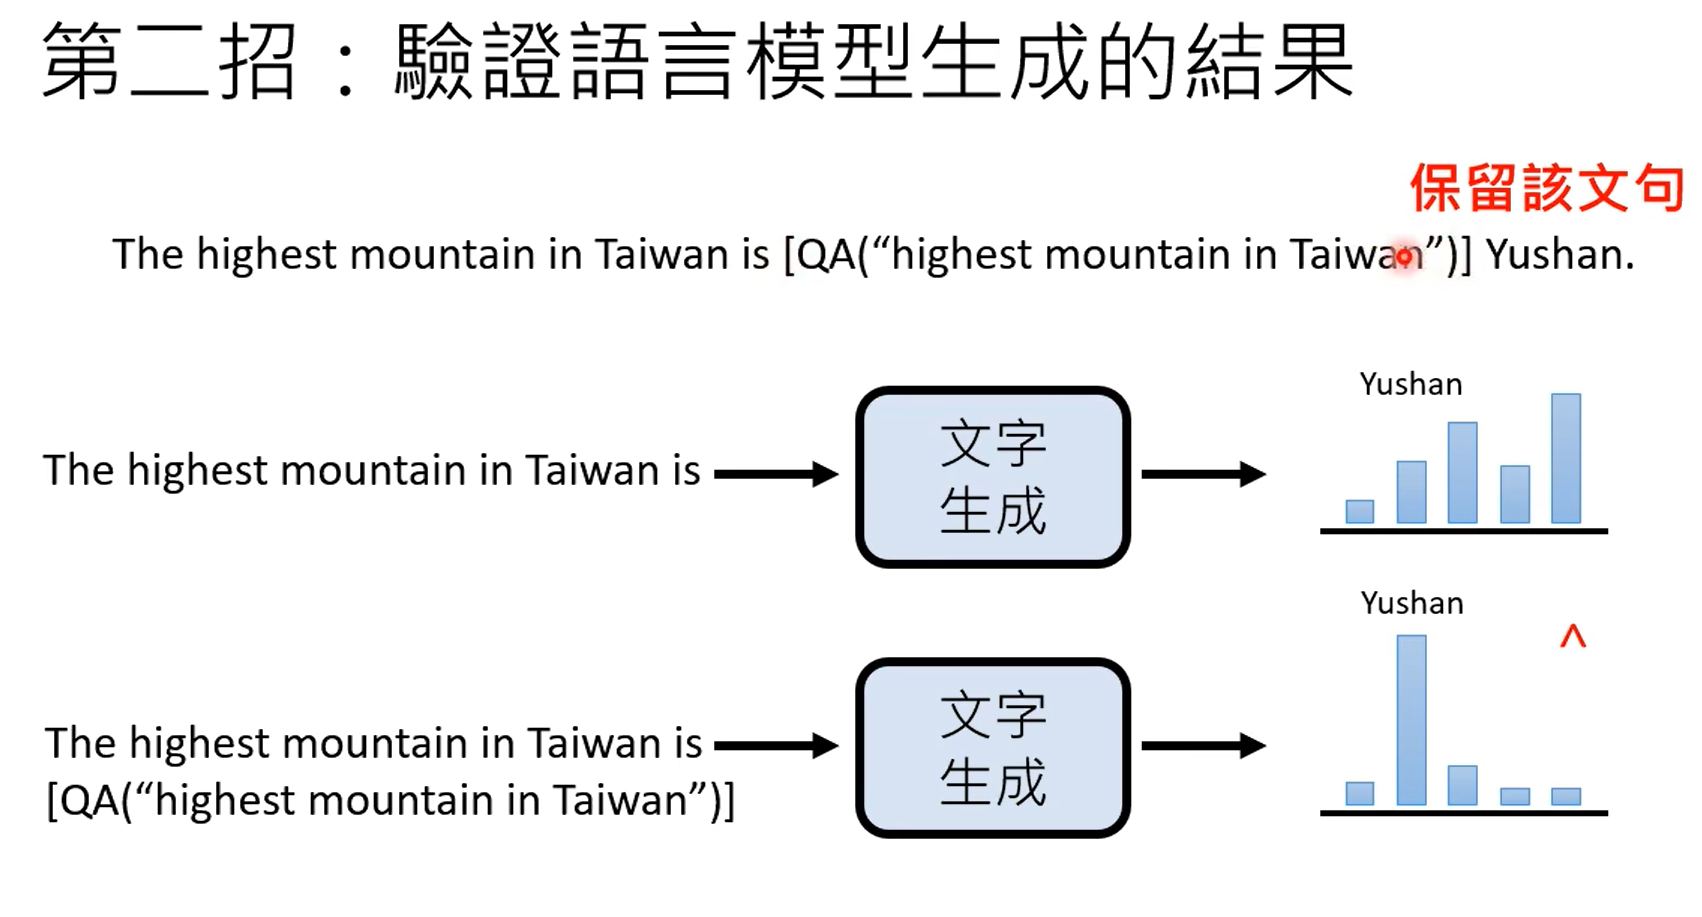 第二招：驗證語言模型生成的結果
保留該文句
The highest mountain in Taiwan is [QA(“highest mountain in Taiwan”)] Yushan.
The highest mountain in Taiwan is
文字
生成
Yushan
The highest mountain in Taiwan is
[QA(“highest mountain in Taiwan”)]
文字
生成
Yushan
^